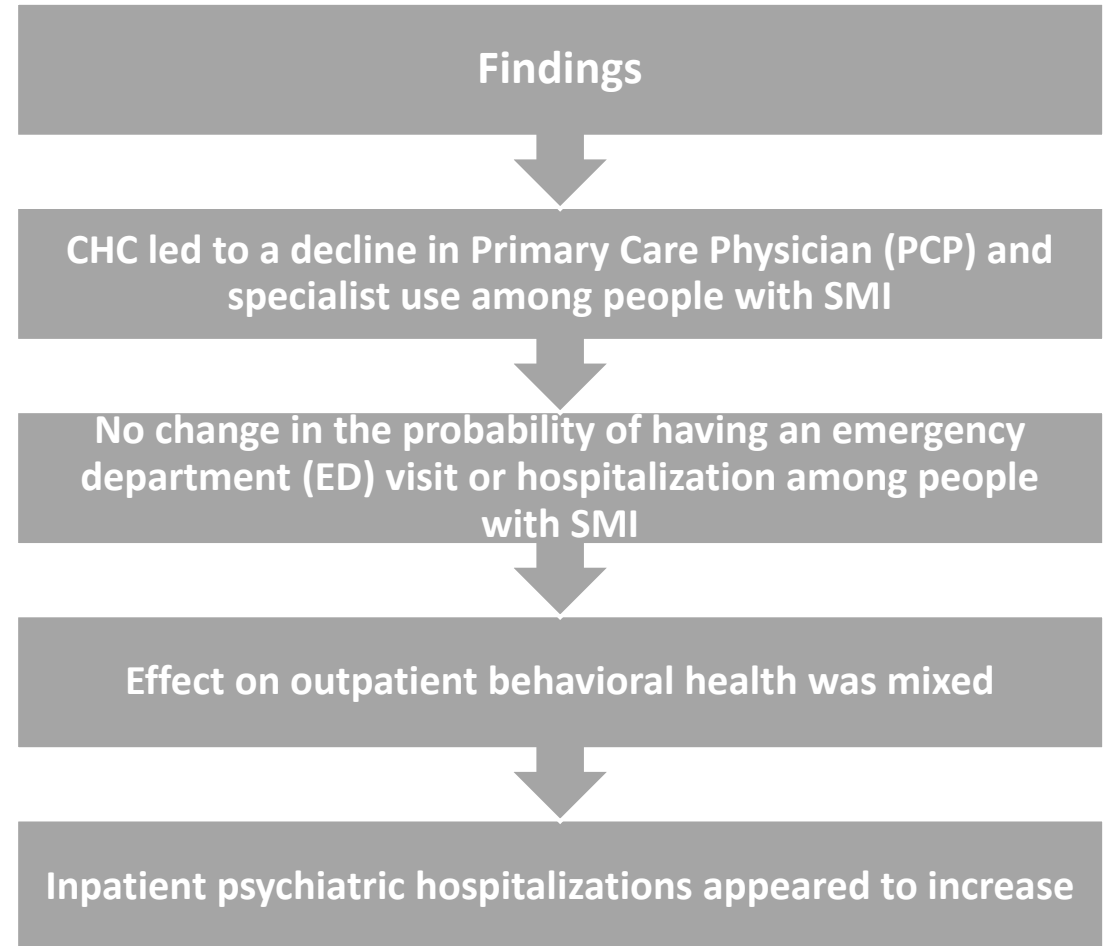 Findings
CHC led to a decline in Primary Care Physician (PCP) and
specialist use among people with SMI
No change in the probability of having an emergency
department (ED) visit or hospitalization among people
with SMI
Effect on outpatient behavioral health was mixed
Inpatient psychiatric hospitalizations appeared to increase